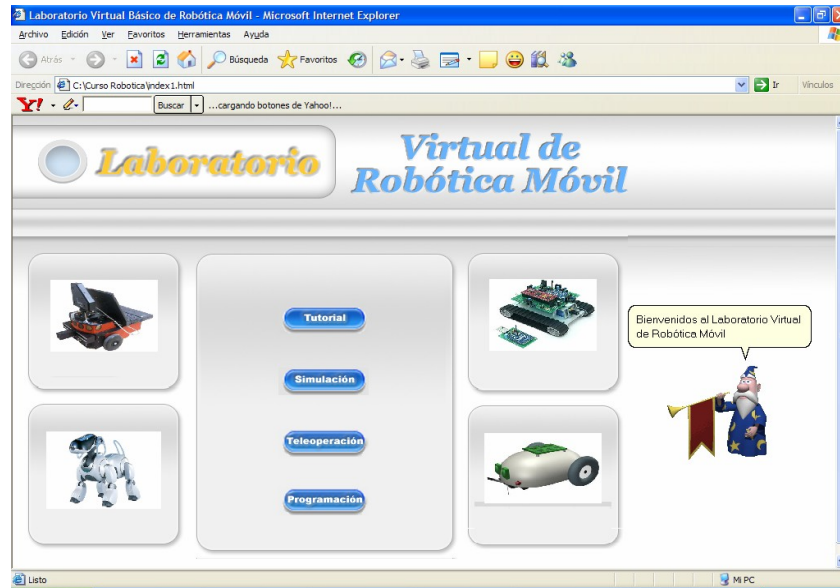 Laboratorio Virtual Básico de Robótica Móvil - Microsoft Internet Explorer
Archivo Edición Ver Favoritos Herramientas Ayuda
Atrás Búsqueda Favoritos
Dirección C:\Curso Robotica\index1.html Ir Vínculos
Y! Buscar ...cargando botones de Yahoo!...
Laboratorio
Virtual de
Robótica Móvil
Tutorial
Simulación
Teleoperación
Programación
Bienvenidos al Laboratorio Virtual
de Robótica Móvil
Listo Mi PC